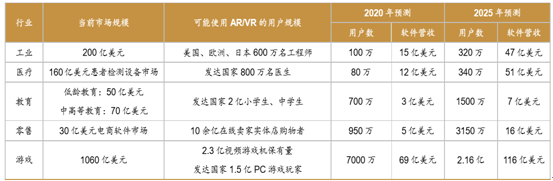 行业 当前市场规模 可能使用 AR/VR 的用户规模 2020 年预测 2025 年预测
用户数 软件营收 用户数 软件营收
工业 200 亿美元 美国、欧洲、日本 600 万名工程师 100 万 15 亿美元 320 万 47 亿美元
医疗 160 亿美元患者检测设备市场 发达国家 800 万名医生 80 万 12 亿美元 340 万 51 亿美元
教育 低龄教育:50 亿美元 发达国家 2 亿小学生、中学生 700 万 3 亿美元 1500 万 7 亿美元
中高等教育:70 亿美元
零售 30 亿美元电商软件市场 10 余亿在线卖家实体店购物者 950 万 5 亿美元 3150 万 16 亿美元
游戏 1060 亿美元 2.3 亿视频游戏机保有量 7000 万 69 亿美元 2.16 亿 116 亿美元
发达国家 1.5 亿 PC 游戏玩家